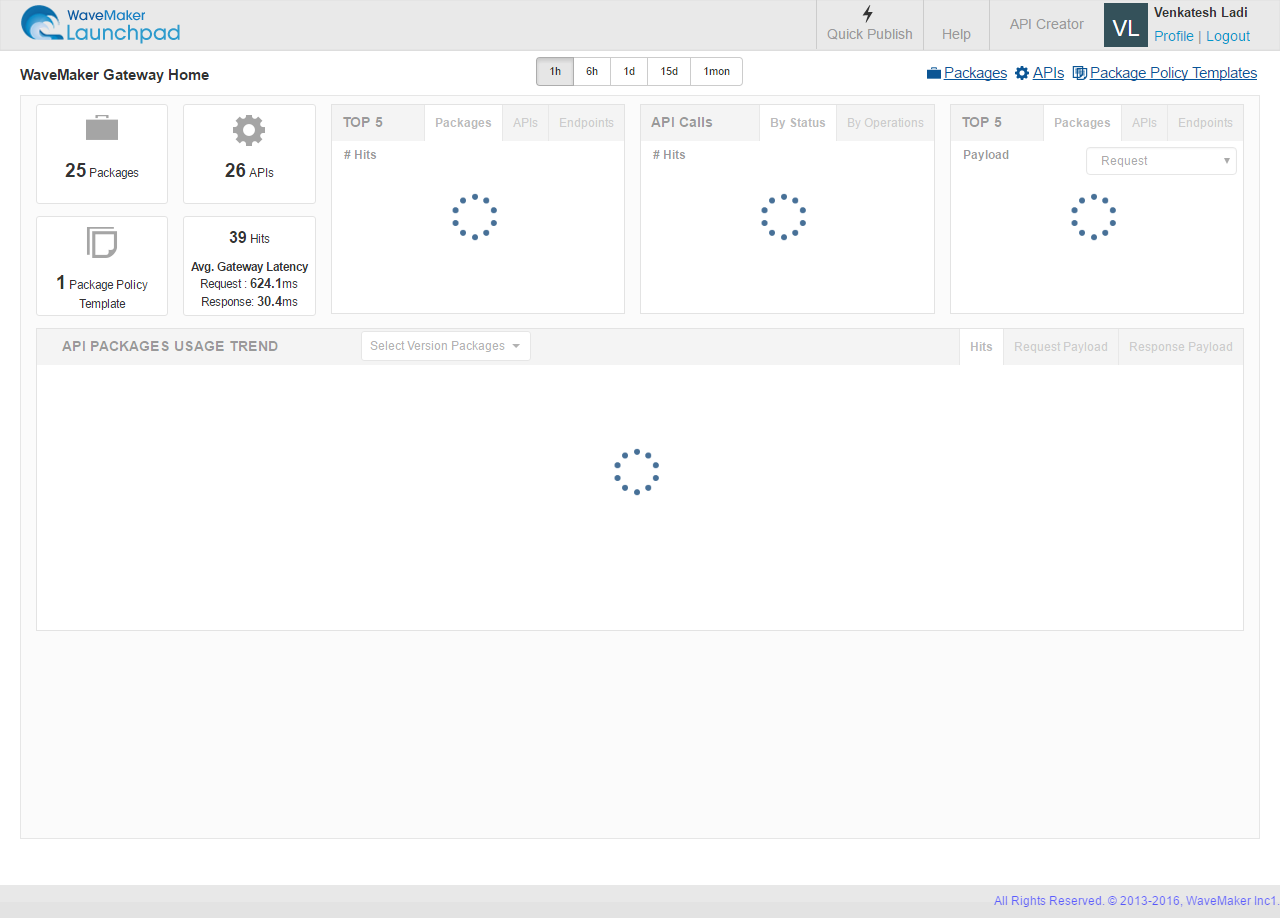 WaveMaker
Launchpad
Quick Publish
Help
API Creator
VL
Venkatesh Ladi
Profile | Logout
WaveMaker Gateway Home
1h 6h 1d 15d 1mon
Packages APIs Package Policy Templates
25 Packages
26 APIs
1 Package Policy
Template
39 Hits
Avg. Gateway Latency
Request : 624.1ms
Response: 30.4ms
TOP 5 Packages APIs Endpoints
# Hits
API Calls By Status By Operations
# Hits
TOP 5 Packages APIs Endpoints
Payload Request
API PACKAGES USAGE TREND Select Version Packages Hits Request Payload Response Payload
All Rights Reserved. © 2013-2016, WaveMaker Inc1.